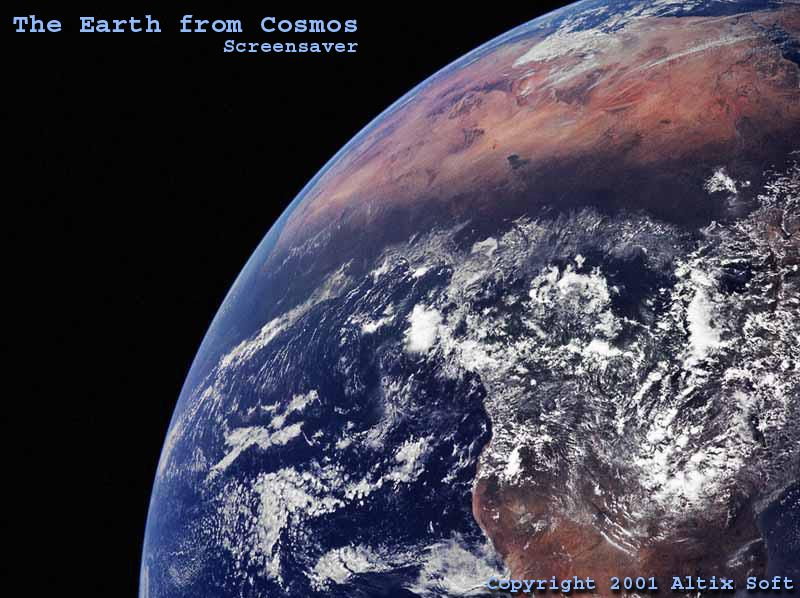 The Earth from Cosmos
Screensaver
Copyright 2001 Altix Soft